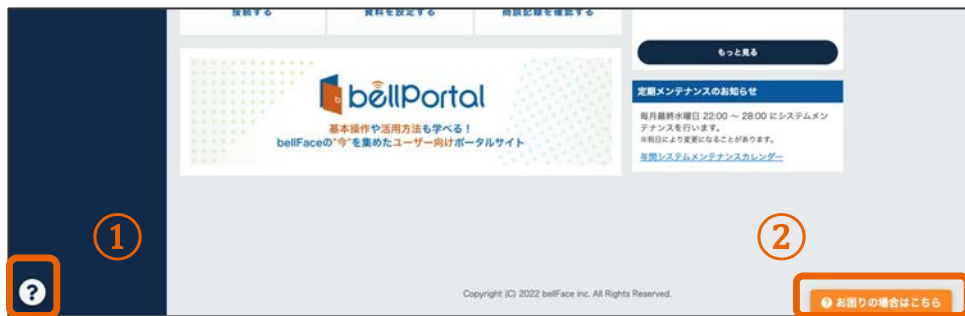 接続する
資料を設定する
商談記録を確認する
もっと見る
bellPortal
基本操作や活用方法も学べる！
bellFaceの"今"を集めたユーザー向けポータルサイト
定期メンテナンスのお知らせ
毎月最終水曜日 22:00 ～ 28:00 にシステムメン
テナンスを行います。
※祝日により変更になることがあります。
年間システムメンテナンスカレンダー
①
②
?
Copyright (C) 2022 bellFace inc. All Rights Reserved.
? お困りの場合はこちら